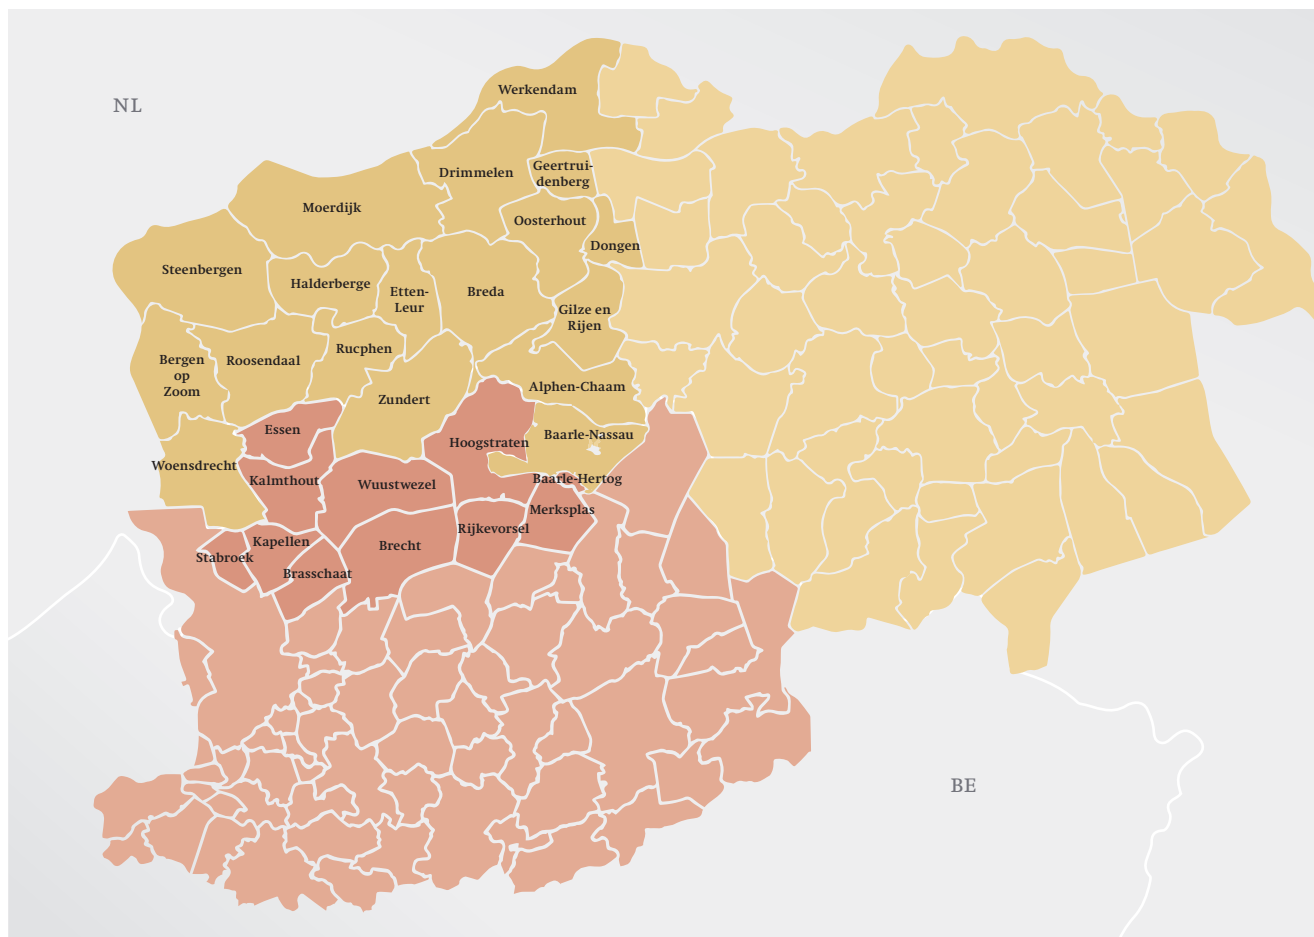 NL
Werkendam
Drimmelen
Geertrui-
denberg
Moerdijk
Oosterhout
Dongen
Steenbergen
Halderberge
Etten-
Leur
Breda
Gilze en
Rijen
Bergen
op
Zoom
Roosendaal
Rucphen
Zundert
Alphen-Chaam
Essen
Hoogstraten
Baarle-Nassau
Woensdrecht
Kalmthout
Wuustwezel
Baarle-Hertog
Merksplas
Rijkevorsel
Kapellen
Stabroek
Brecht
Brasschaat
BE